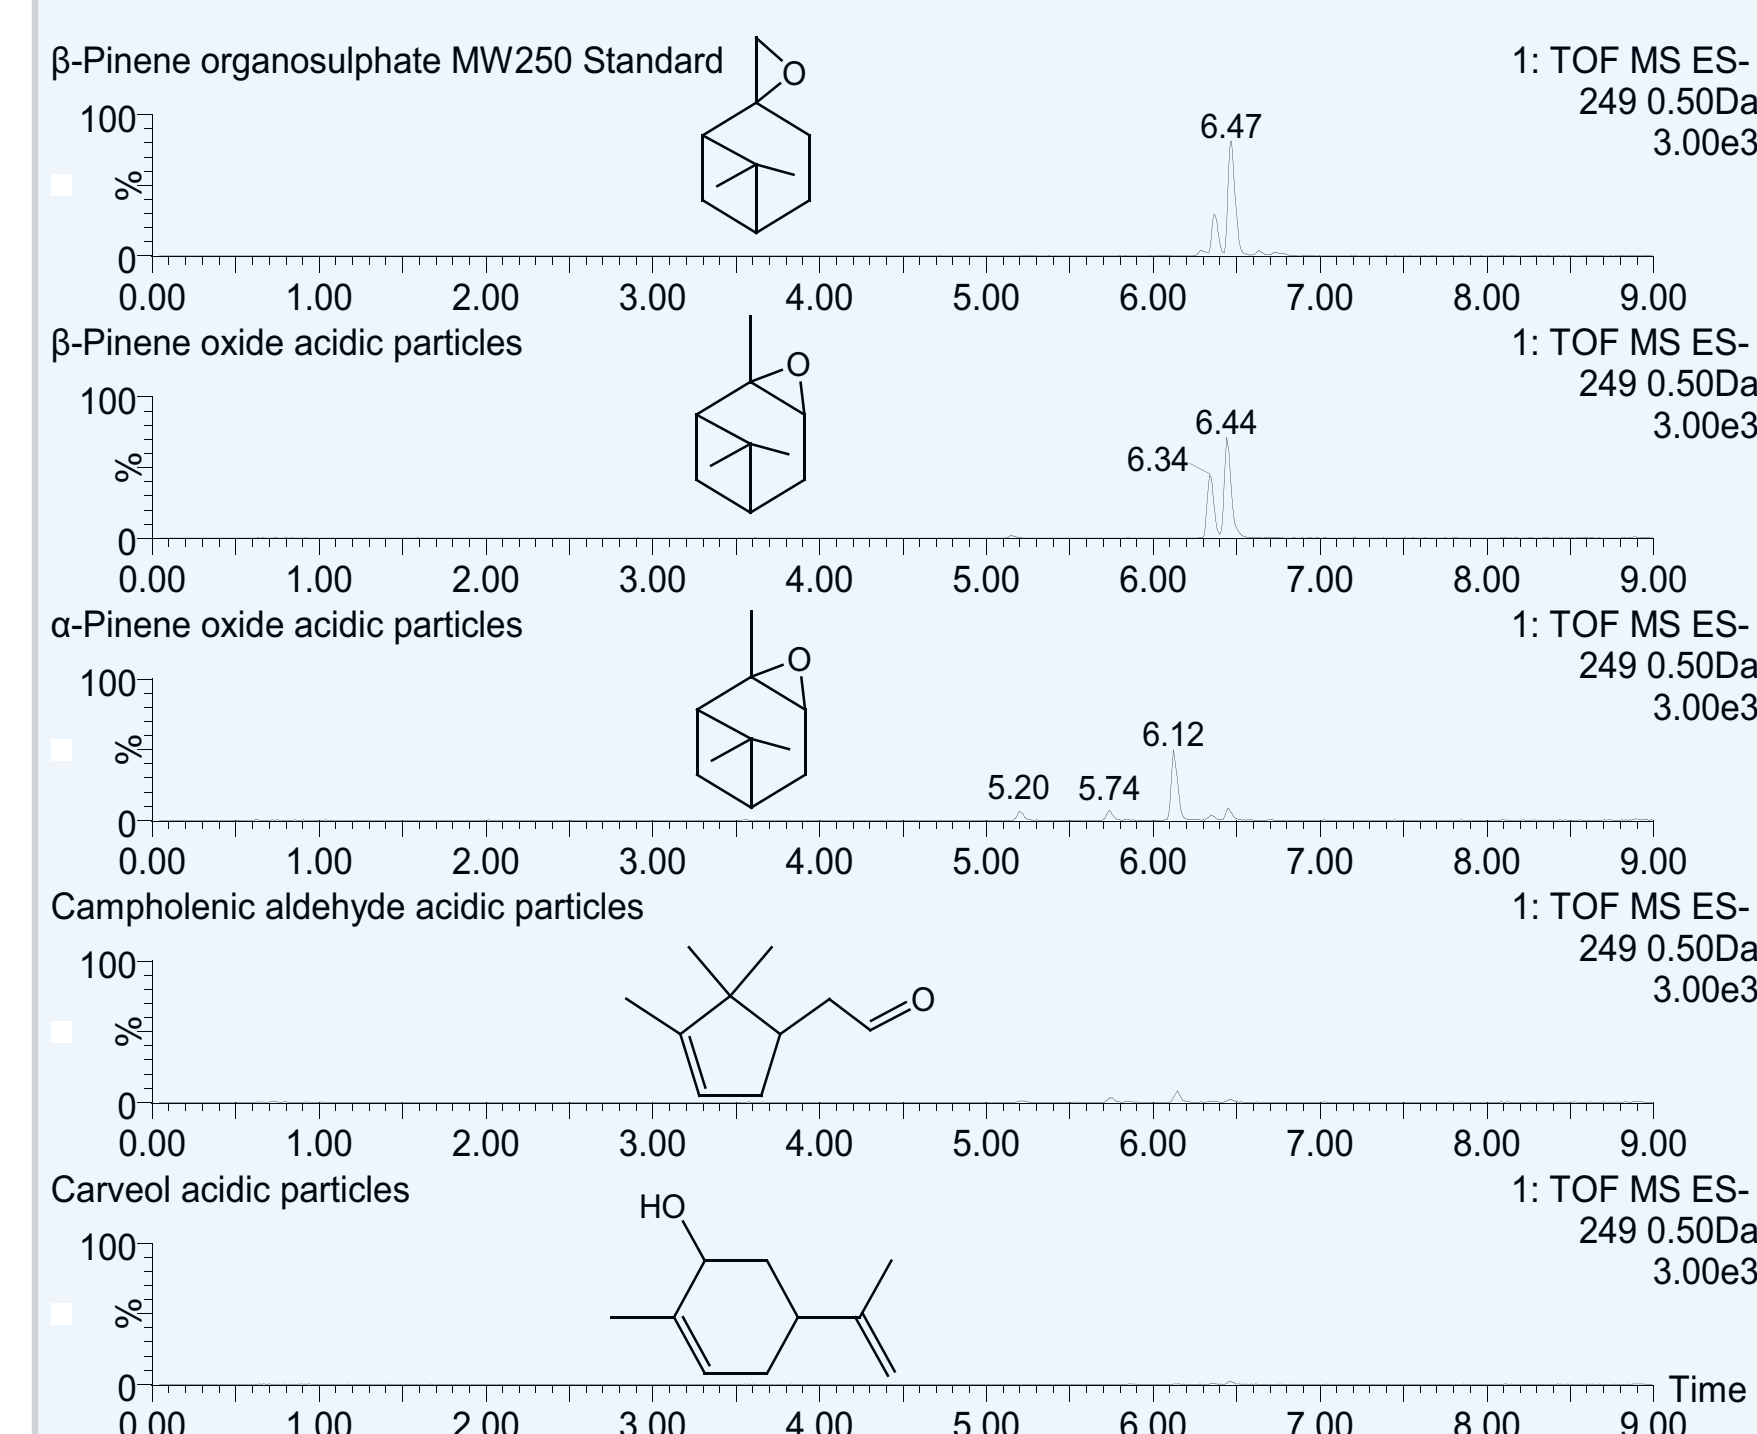 β-Pinene organosulphate MW250 Standard
1: TOF MS ES-
249 0.50Da
3.00e3
O
6.47
100
%
0
0.00 1.00 2.00 3.00 4.00 5.00 6.00 7.00 8.00 9.00
β-Pinene oxide acidic particles
1: TOF MS ES-
249 0.50Da
3.00e3
O
6.44
6.34
100
%
0
0.00 1.00 2.00 3.00 4.00 5.00 6.00 7.00 8.00 9.00
α-Pinene oxide acidic particles
1: TOF MS ES-
249 0.50Da
3.00e3
O
6.12
5.20 5.74
100
%
0
0.00 1.00 2.00 3.00 4.00 5.00 6.00 7.00 8.00 9.00
Campholenic aldehyde acidic particles
1: TOF MS ES-
249 0.50Da
3.00e3
O
100
%
0
0.00 1.00 2.00 3.00 4.00 5.00 6.00 7.00 8.00 9.00
Carveol acidic particles
1: TOF MS ES-
249 0.50Da
3.00e3
HO
100
%
0
Time
0.00 1.00 2.00 3.00 4.00 5.00 6.00 7.00 8.00 9.00